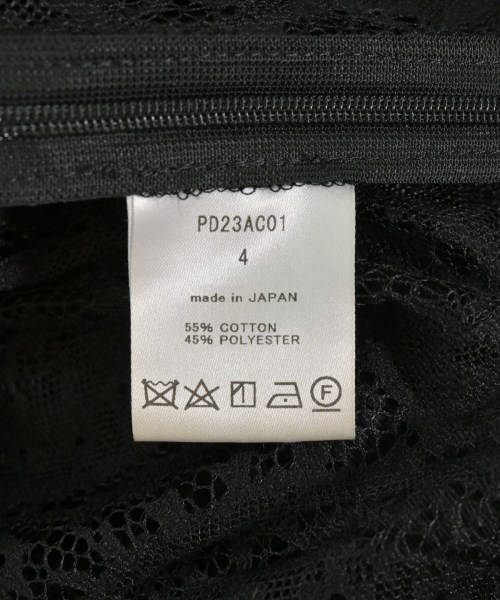 PD23AC01
4
made in JAPAN
55% COTTON
45% POLYESTER
F